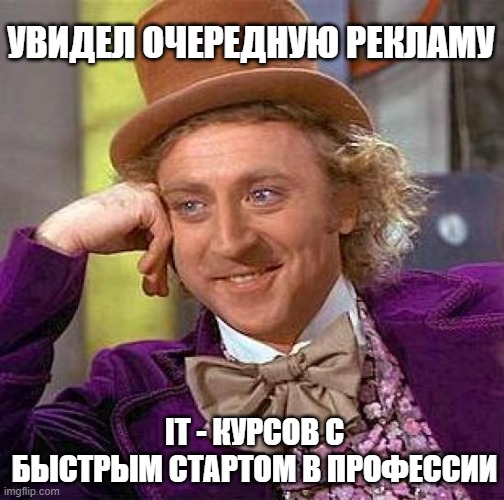 УВИДЕЛ ОЧЕРЕДНУЮ РЕКЛАМУ
IT - КУРСОВ С
БЫСТРЫМ СТАРТОМ В ПРОФЕССИИ
imgflip.com